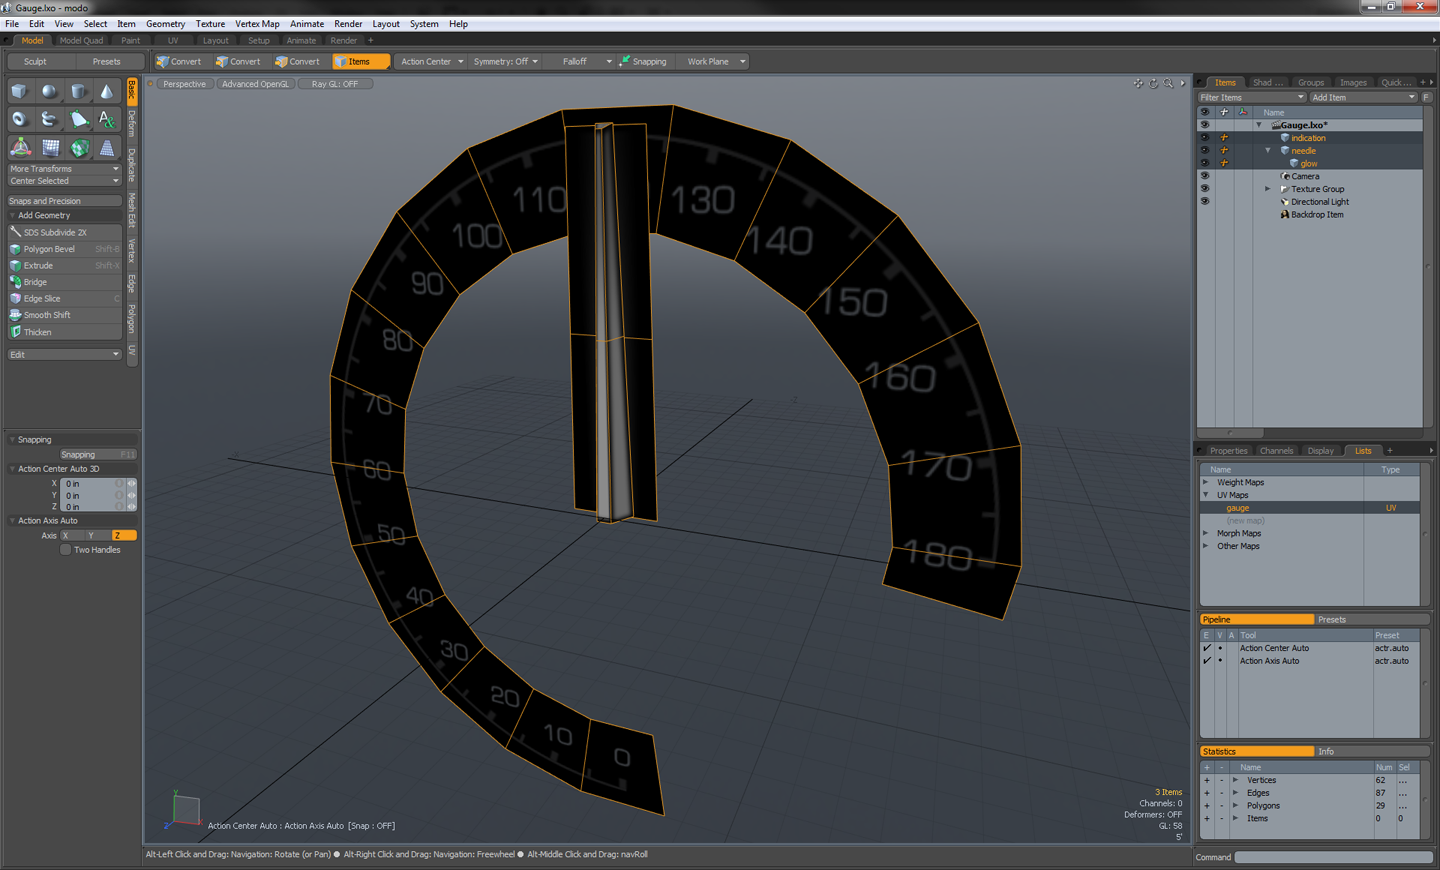 Gauge.lxo* - modo
File Edit View Select Item Geometry Texture Vertex Map Animate Render Layout System Help
Model Model Quad Paint UV Layout Setup Animate Render +
Sculpt Presets Convert Convert Convert Items Action Center Symmetry: Off Falloff Snapping Work Plane
Perspective Advanced OpenGL Ray GL: OFF
Basic
Deform
Duplicate
Mesh Edit
Vertex
Edge
Polygon
UV
More Transforms
Center Selected
Snaps and Precision
Add Geometry
SDS Subdivide 2X
Polygon Bevel Shift-B
Extrude Shift-X
Bridge
Edge Slice C
Smooth Shift
Thicken
Edit
Snapping
Snapping F11
Action Center Auto 3D
X 0 in
Y 0 in
Z 0 in
Action Axis Auto
Axis X Y Z
Two Handles
110
130
100
140
90
150
80
160
70
170
60
50
180
40
30
20
10
0
Y
Z
X
Action Center Auto : Action Axis Auto [Snap : OFF]
3 Items
Channels: 0
Deformers: OFF
GL: 58
5'
Alt-Left Click and Drag: Navigation: Rotate (or Pan) ● Alt-Right Click and Drag: Navigation: Freewheel ● Alt-Middle Click and Drag: navRoll
Items Shad ... Groups Images Quick ... +
Filter Items Add Item F
Name
Gauge.lxo*
indication
needle
glow
Camera
Texture Group
Directional Light
Backdrop Item
Properties Channels Display Lists +
Name Type
Weight Maps
UV Maps
gauge UV
(new map)
Morph Maps
Other Maps
Pipeline Presets
E V A Tool Preset
Action Center Auto actr.auto
Action Axis Auto actr.auto
Statistics Info
+ - Name Num Sel
+ - Vertices 62 ...
+ - Edges 87 ...
+ - Polygons 29 ...
+ - Items 0 0
Command